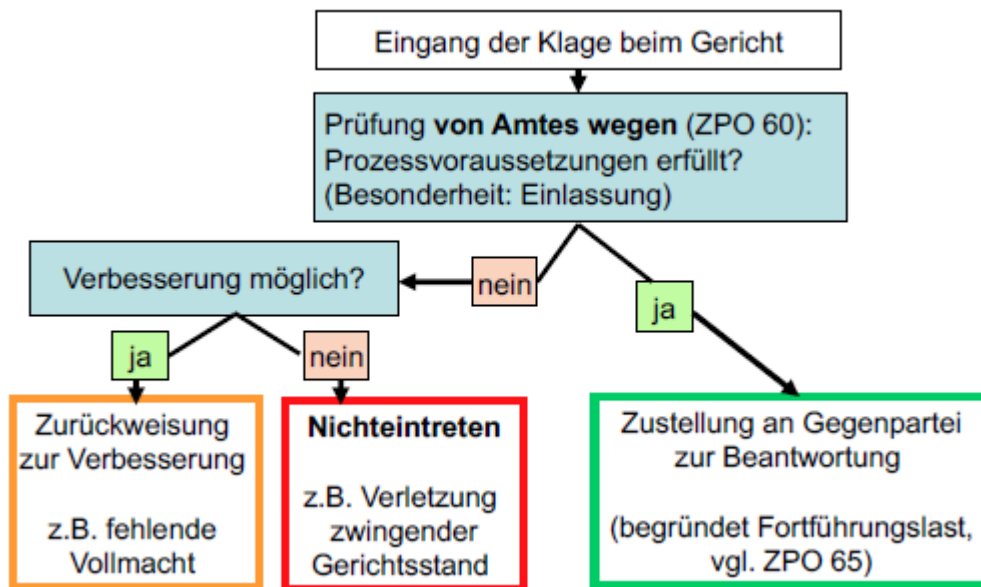 Eingang der Klage beim Gericht
Prüfung von Amtes wegen (ZPO 60):
Prozessvoraussetzungen erfüllt?
(Besonderheit: Einlassung)
Verbesserung möglich?
nein
ja
ja
nein
Zurückweisung
zur Verbesserung
z.B. fehlende
Vollmacht
Nichteintreten
z.B. Verletzung
zwingender
Gerichtsstand
Zustellung an Gegenpartei
zur Beantwortung
(begründet Fortführungslast,
vgl. ZPO 65)